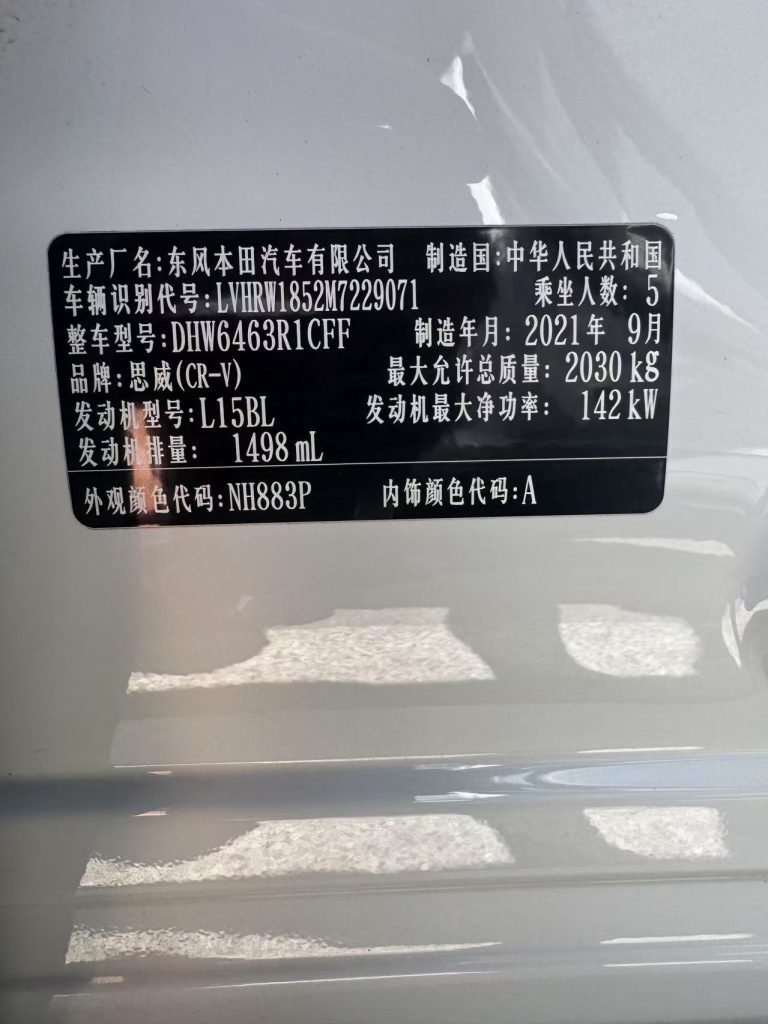 生产厂名:东风本田汽车有限公司 制造国:中华人民共和国
车辆识别代号:LVHRW1852M7229071 乘坐人数: 5
整车型号:DHW6463R1CFF 制造年月: 2021年 9月
品牌:思威(CR-V) 最大允许总质量: 2030 kg
发动机型号:L15BL 发动机最大净功率: 142 kW
发动机排量: 1498 mL
外观颜色代码:NH883P 内饰颜色代码:A